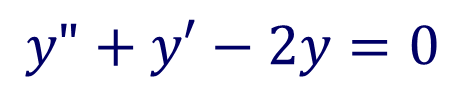 y" + y′ − 2y = 0